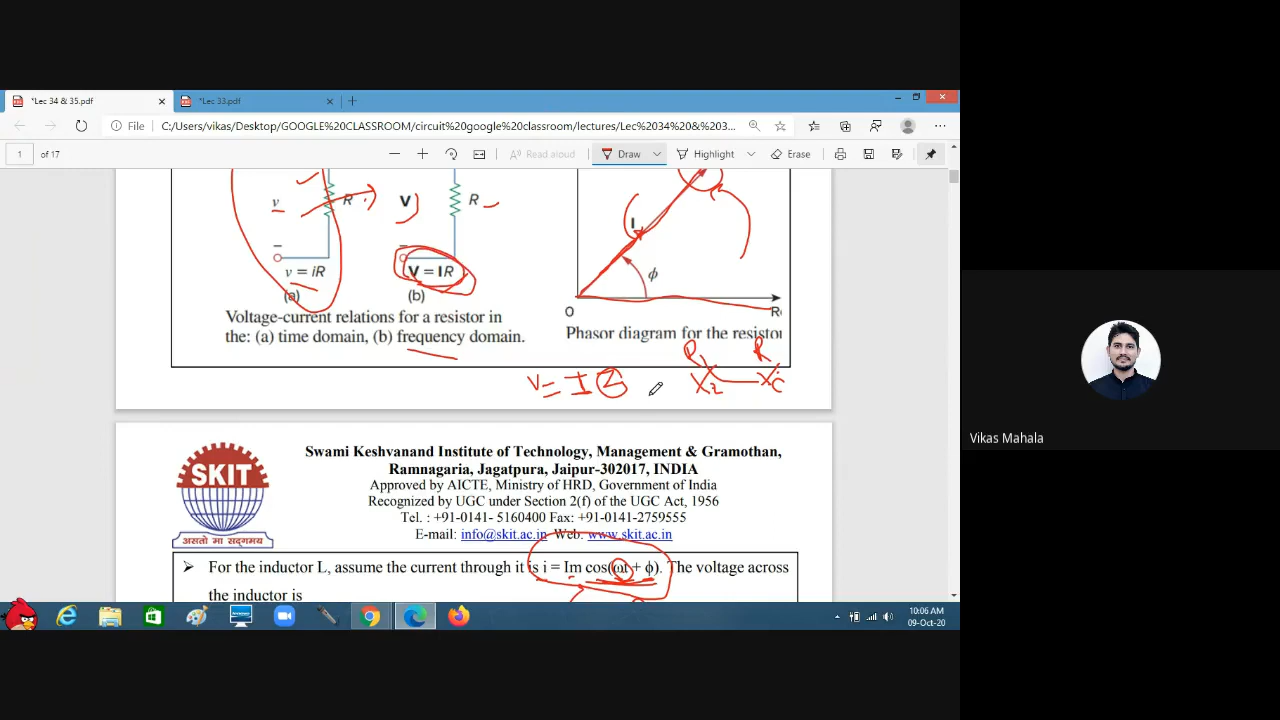 *Lec 34 & 35.pdf
*Lec 33.pdf
File
C:/Users/vikas/Desktop/GOOGLE%20CLASSROOM/circuit%20google%20classroom/lectures/Lec%2034%20&%203...
1 of 17
Read aloud
Draw
Highlight
Erase
v
R
V
R
I
v = iR
V = IR
ϕ
(a)
(b)
O
Voltage-current relations for a resistor in
the: (a) time domain, (b) frequency domain.
Phasor diagram for the resistor
R R
V = I Z
XL XC
SKIT
असतो मा सद्गमय
Swami Keshvanand Institute of Technology, Management & Gramothan,
Ramnagaria, Jagatpura, Jaipur-302017, INDIA
Approved by AICTE, Ministry of HRD, Government of India
Recognized by UGC under Section 2(f) of the UGC Act, 1956
Tel. : +91-0141- 5160400 Fax: +91-0141-2759555
E-mail: info@skit.ac.in Web: www.skit.ac.in
➢ For the inductor L, assume the current through it is i = Im cos(ωt + ϕ). The voltage across
the inductor is
10:06 AM
09-Oct-20
Vikas Mahala